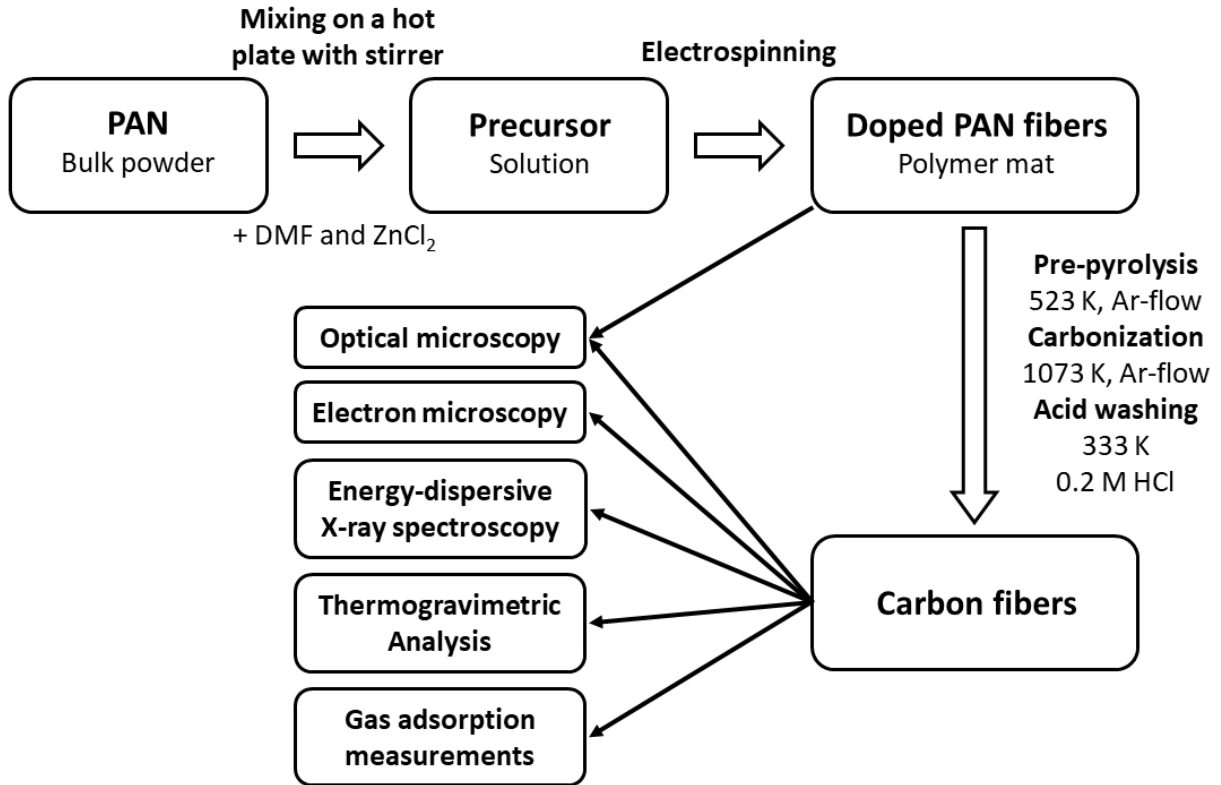 Mixing on a hot
plate with stirrer
Electrospinning
PAN
Bulk powder
Precursor
Solution
Doped PAN fibers
Polymer mat
+ DMF and ZnCl₂
Pre-pyrolysis
523 K, Ar-flow
Carbonization
1073 K, Ar-flow
Acid washing
333 K
0.2 M HCl
Optical microscopy
Electron microscopy
Energy-dispersive
X-ray spectroscopy
Thermogravimetric
Analysis
Gas adsorption
measurements
Carbon fibers